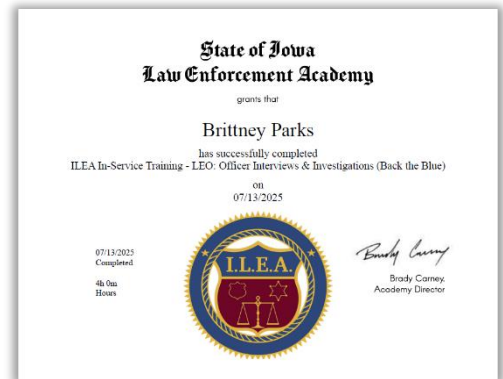 State of Iowa
Law Enforcement Academy
grants that
Brittney Parks
has successfully completed
ILEA In-Service Training - LEO: Officer Interviews & Investigations (Back the Blue)
on
07/13/2025
07/13/2025
Completed
4h 0m
Hours
I.L.E.A.
Brady Carney
Brady Carney,
Academy Director